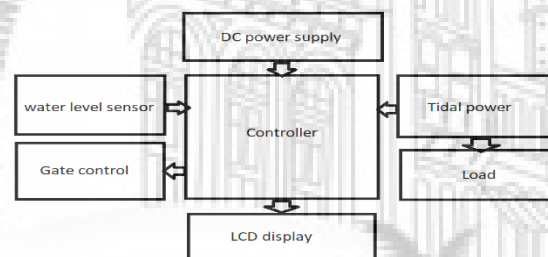 DC power supply
water level sensor
Controller
Tidal power
Gate control
Load
LCD display